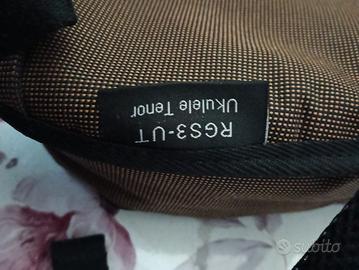 RGS3-UT
Ukulele Tenor
subito